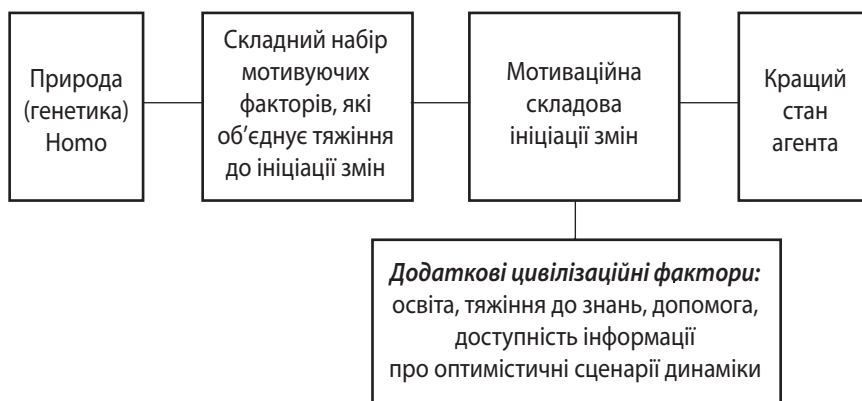 Природа
(генетика)
Homo
Складний набір
мотивуючих
факторів, які
об’єднує тяжіння
до ініціації змін
Мотиваційна
складова
ініціації змін
Кращий
стан
агента
Додаткові цивілізаційні фактори:
освіта, тяжіння до знань, допомога,
доступність інформації
про оптимістичні сценарії динаміки